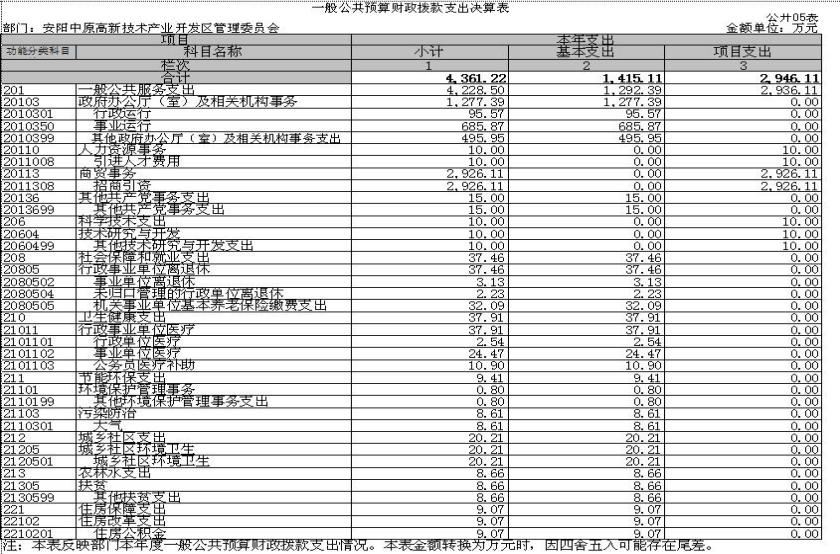 一般公共预算财政拨款支出决算表
公开05表
部门：安阳中原高新技术产业开发区管理委员会 金额单位：万元
项目 本年支出
功能分类科目 科目名称 小计 基本支出 项目支出
栏次 1 2 3
合计 4,361.22 1,415.11 2,946.11
201 一般公共服务支出 4,228.50 1,292.39 2,936.11
20103 政府办公厅（室）及相关机构事务 1,277.39 1,277.39 0.00
2010301 行政运行 95.57 95.57 0.00
2010350 事业运行 685.87 685.87 0.00
2010399 其他政府办公厅（室）及相关机构事务支出 495.95 495.95 0.00
20110 人力资源事务 10.00 0.00 10.00
2011008 引进人才费用 10.00 0.00 10.00
20113 商贸事务 2,926.11 0.00 2,926.11
2011308 招商引资 2,926.11 0.00 2,926.11
20136 其他共产党事务支出 15.00 15.00 0.00
2013699 其他共产党事务支出 15.00 15.00 0.00
206 科学技术支出 10.00 0.00 10.00
20604 技术研究与开发 10.00 0.00 10.00
2060499 其他技术研究与开发支出 10.00 0.00 10.00
208 社会保障和就业支出 37.46 37.46 0.00
20805 行政事业单位离退休 37.46 37.46 0.00
2080502 事业单位离退休 3.13 3.13 0.00
2080504 未归口管理的行政单位离退休 2.23 2.23 0.00
2080505 机关事业单位基本养老保险缴费支出 32.09 32.09 0.00
210 卫生健康支出 37.91 37.91 0.00
21011 行政事业单位医疗 37.91 37.91 0.00
2101101 行政单位医疗 2.54 2.54 0.00
2101102 事业单位医疗 24.47 24.47 0.00
2101103 公务员医疗补助 10.90 10.90 0.00
211 节能环保支出 9.41 9.41 0.00
21101 环境保护管理事务 0.80 0.80 0.00
2110199 其他环境保护管理事务支出 0.80 0.80 0.00
21103 污染防治 8.61 8.61 0.00
2110301 大气 8.61 8.61 0.00
212 城乡社区支出 20.21 20.21 0.00
21205 城乡社区环境卫生 20.21 20.21 0.00
2120501 城乡社区环境卫生 20.21 20.21 0.00
213 农林水支出 8.66 8.66 0.00
21305 扶贫 8.66 8.66 0.00
2130599 其他扶贫支出 8.66 8.66 0.00
221 住房保障支出 9.07 9.07 0.00
22102 住房改革支出 9.07 9.07 0.00
2210201 住房公积金 9.07 9.07 0.00
注：本表反映部门本年度一般公共预算财政拨款支出情况。本表金额转换为万元时，因四舍五入可能存在尾差。